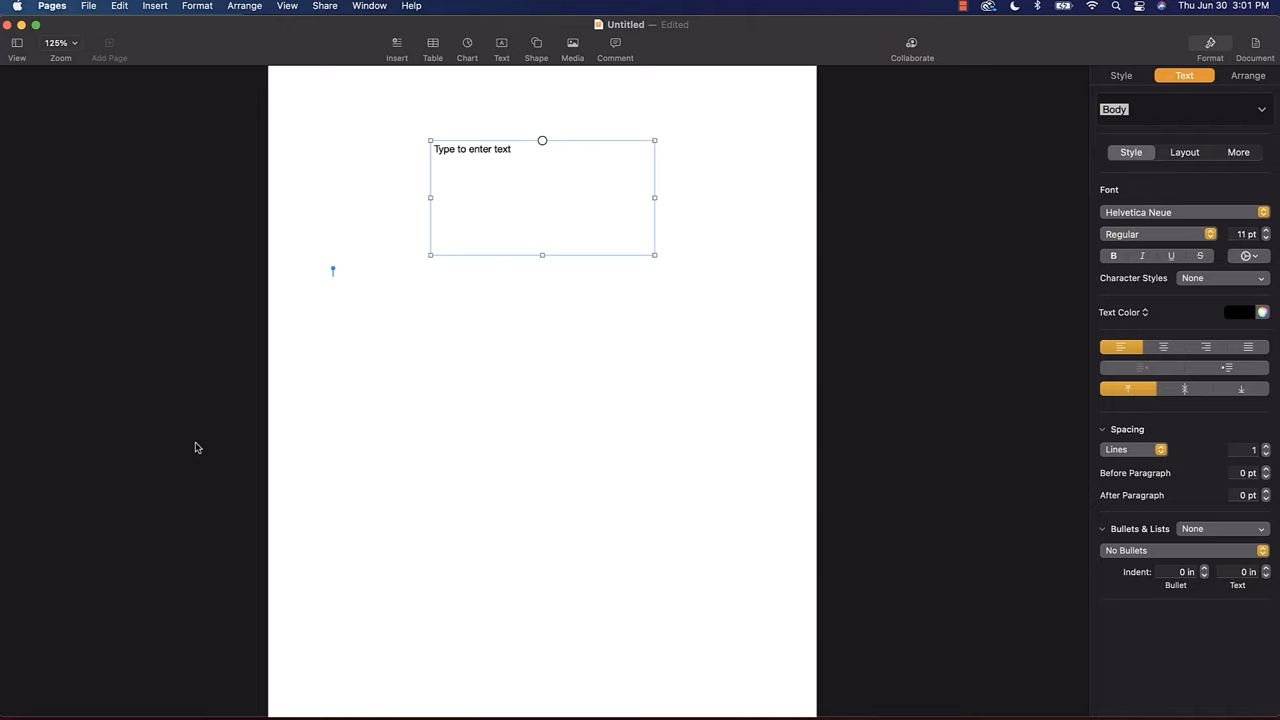 Pages File Edit Insert Format Arrange View Share Window Help Thu Jun 30 3:01 PM
Untitled — Edited
125%
View Zoom Add Page Insert Table Chart Text Shape Media Comment Collaborate Format Document
Style Text Arrange
Body
Type to enter text
Style Layout More
Font
Helvetica Neue
Regular 11 pt
B I U S
Character Styles None
Text Color
Spacing
Lines 1
Before Paragraph 0 pt
After Paragraph 0 pt
Bullets & Lists None
No Bullets
Indent: 0 in 0 in
Bullet Text